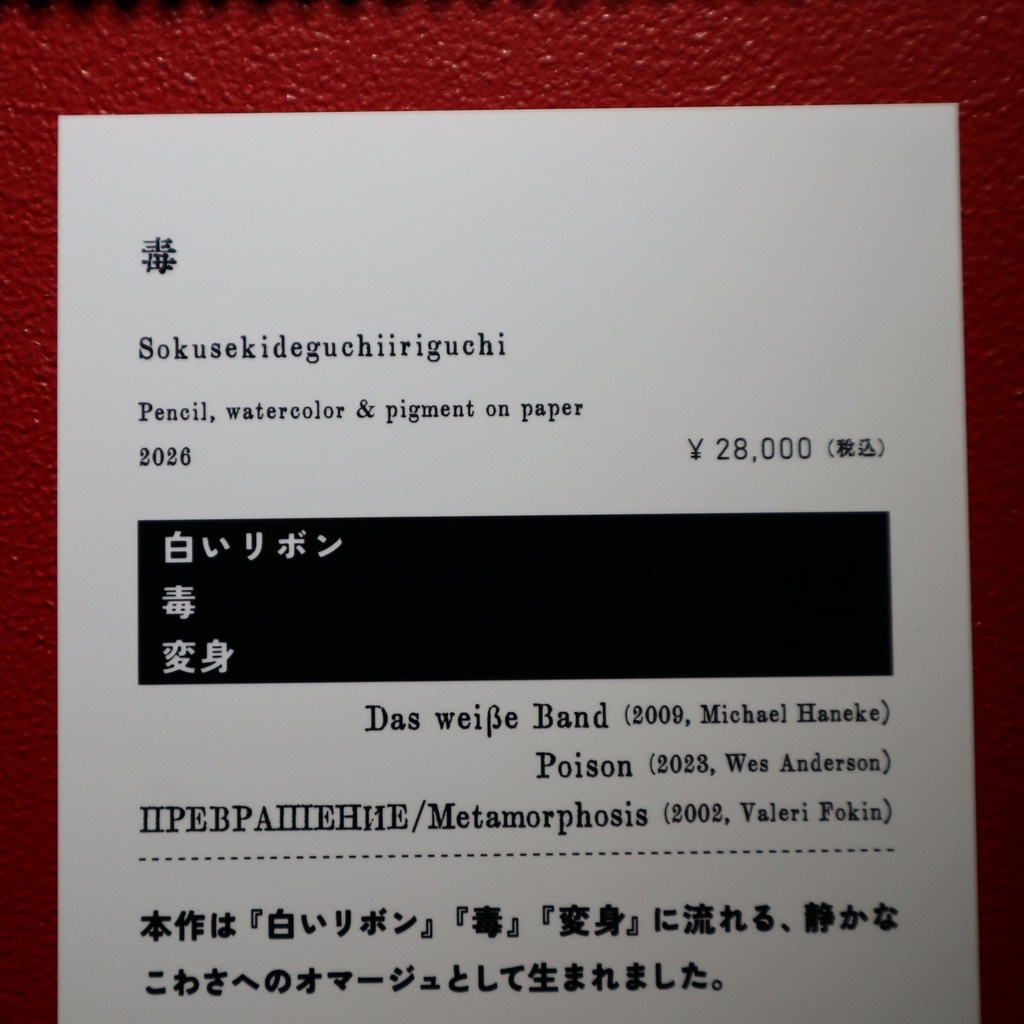 毒
Sokusekideguchiiriguchi
Pencil, watercolor & pigment on paper
2026
¥ 28,000 (税込)
白いリボン
毒
変身
Das weiße Band (2009, Michael Haneke)
Poison (2023, Wes Anderson)
ПРЕВРАШЕНИЕ/Metamorphosis (2002, Valeri Fokin)
本作は『白いリボン』『毒』『変身』に流れる、静かな
こわさへのオマージュとして生まれました。